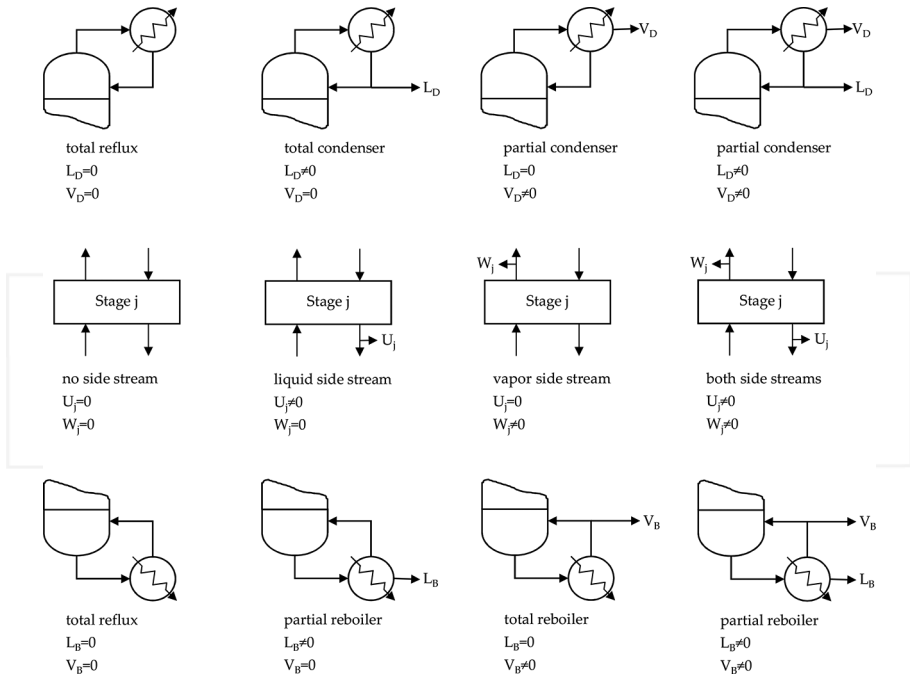 V_D
V_D
L_D
L_D
total reflux
L_D=0
V_D=0
total condenser
L_D≠0
V_D=0
partial condenser
L_D=0
V_D≠0
partial condenser
L_D≠0
V_D≠0
W_j
W_j
Stage j
Stage j
Stage j
Stage j
U_j
U_j
no side stream
U_j=0
W_j=0
liquid side stream
U_j≠0
W_j=0
vapor side stream
U_j=0
W_j≠0
both side streams
U_j≠0
W_j≠0
V_B
V_B
L_B
L_B
total reflux
L_B=0
V_B=0
partial reboiler
L_B≠0
V_B=0
total reboiler
L_B=0
V_B≠0
partial reboiler
L_B≠0
V_B≠0